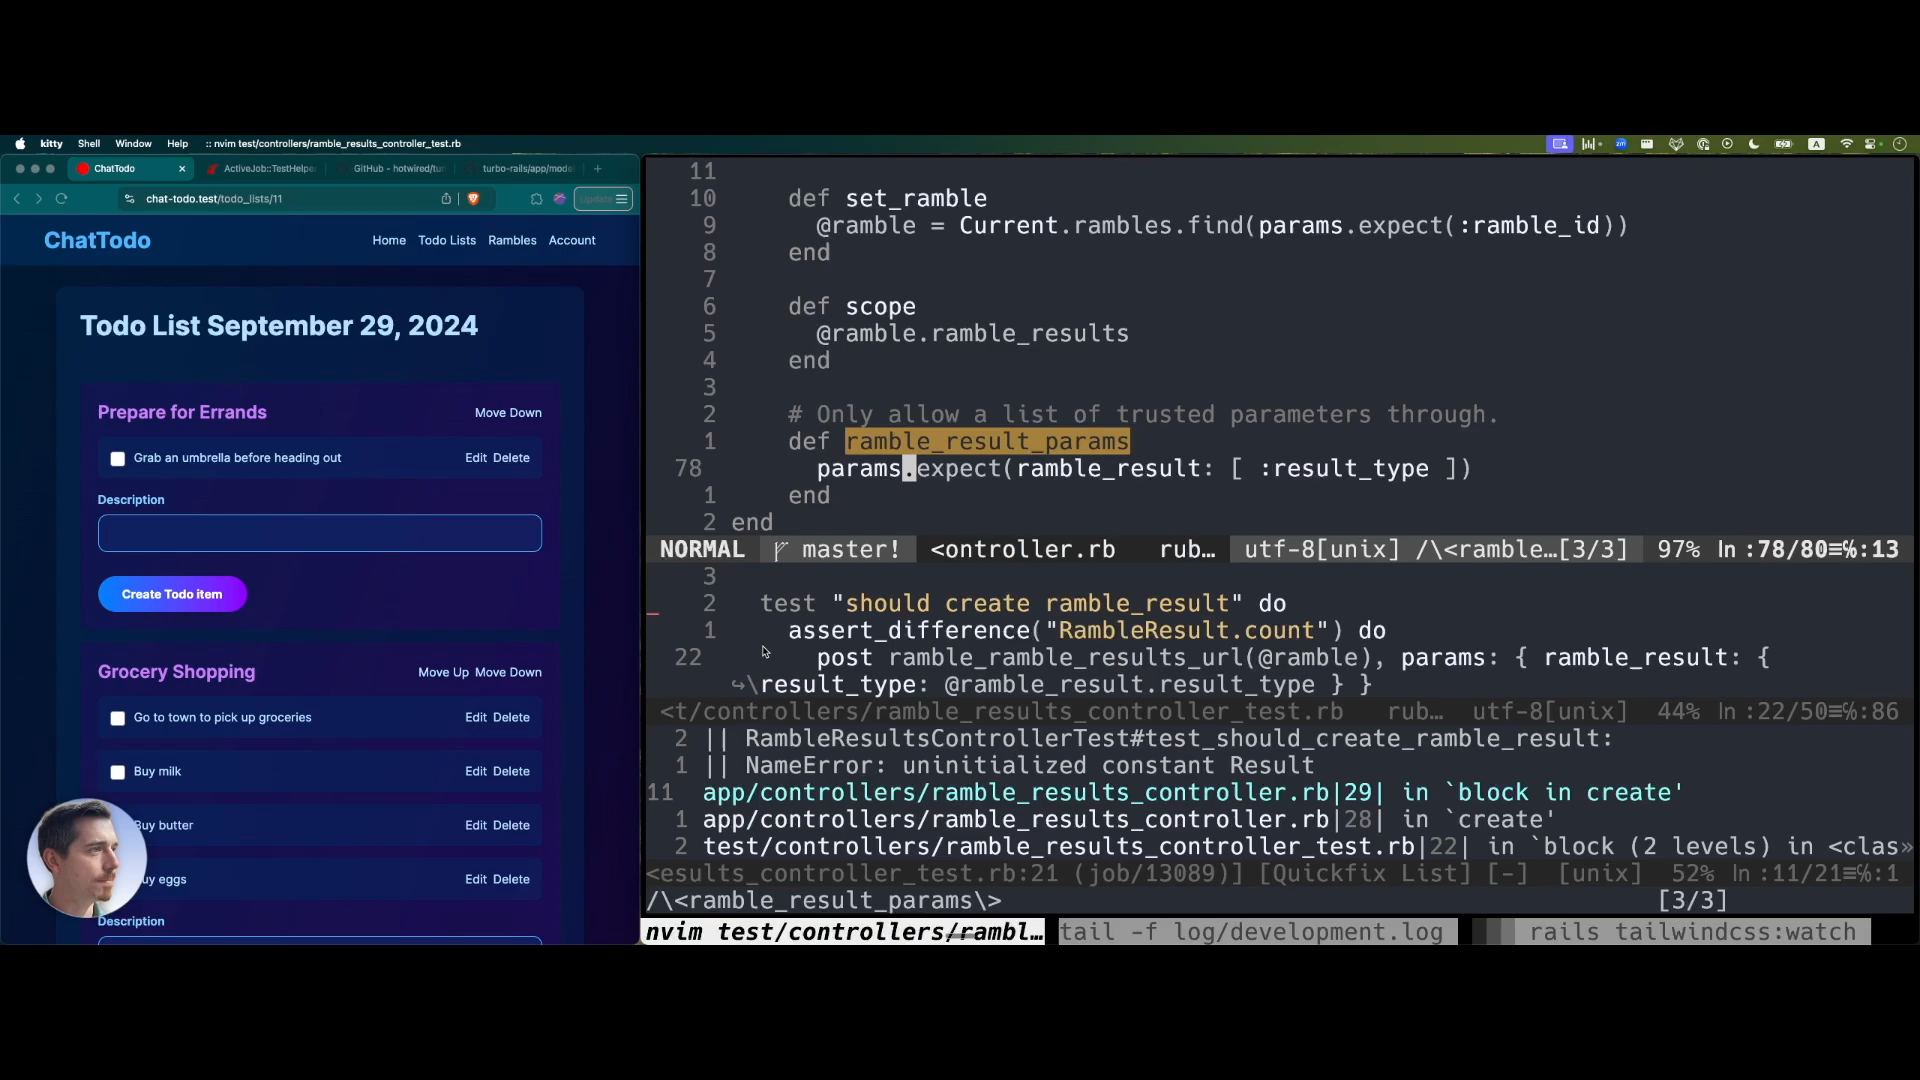 kitty Shell Window Help :: nvim test/controllers/ramble_results_controller_test.rb
ChatTodo ActiveJob::TestHelper GitHub - hotwired/tur turbo-rails/app/mode
chat-todo.test/todo_lists/11 Update
ChatTodo
Home Todo Lists Rambles Account
Todo List September 29, 2024
Prepare for Errands Move Down
Grab an umbrella before heading out Edit Delete
Description
Create Todo item
Grocery Shopping Move Up Move Down
Go to town to pick up groceries Edit Delete
Buy milk Edit Delete
Buy butter Edit Delete
uy eggs Edit Delete
Description
11
10 def set_ramble
9 @ramble = Current.rambles.find(params.expect(:ramble_id))
8 end
7
6 def scope
5 @ramble.ramble_results
4 end
3
2 # Only allow a list of trusted parameters through.
1 def ramble_result_params
78 params.expect(ramble_result: [ :result_type ])
1 end
2 end
NORMAL master! <ontroller.rb rub… utf-8[unix] /\<ramble…[3/3] 97% ln :78/80≡℅:13
3
2 test "should create ramble_result" do
1 assert_difference("RambleResult.count") do
22 post ramble_ramble_results_url(@ramble), params: { ramble_result: {
↪\result_type: @ramble_result.result_type } }
<t/controllers/ramble_results_controller_test.rb rub… utf-8[unix] 44% ln :22/50≡℅:86
2 || RambleResultsControllerTest#test_should_create_ramble_result:
1 || NameError: uninitialized constant Result
11 app/controllers/ramble_results_controller.rb|29| in `block in create'
1 app/controllers/ramble_results_controller.rb|28| in `create'
2 test/controllers/ramble_results_controller_test.rb|22| in `block (2 levels) in <clas»
<esults_controller_test.rb:21 (job/13089)] [Quickfix List] [-] [unix] 52% ln :11/21≡℅:1
/\<ramble_result_params\> [3/3]
nvim test/controllers/rambl… tail -f log/development.log rails tailwindcss:watch